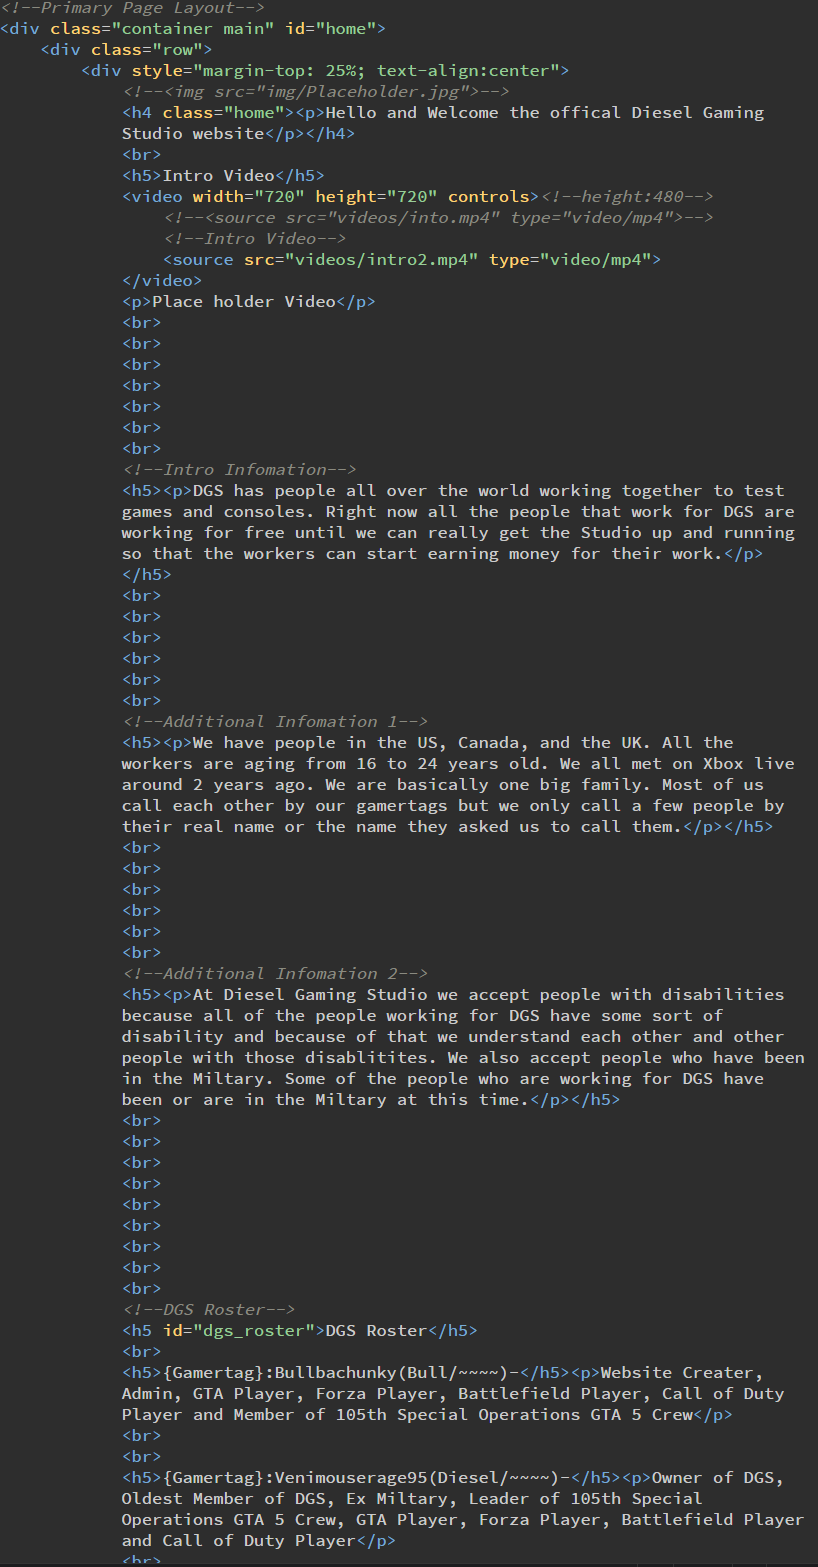 <!--Primary Page Layout-->
<div class="container main" id="home">
<div class="row">
<div style="margin-top: 25%; text-align:center">
<!--<img src="img/Placeholder.jpg">-->
<h4 class="home"><p>Hello and Welcome the offical Diesel Gaming
Studio website</p></h4>
<br>
<h5>Intro Video</h5>
<video width="720" height="720" controls><!--height:480-->
<!--<source src="videos/into.mp4" type="video/mp4">-->
<!--Intro Video-->
<source src="videos/intro2.mp4" type="video/mp4">
</video>
<p>Place holder Video</p>
<br>
<br>
<br>
<br>
<br>
<br>
<br>
<!--Intro Infomation-->
<h5><p>DGS has people all over the world working together to test
games and consoles. Right now all the people that work for DGS are
working for free until we can really get the Studio up and running
so that the workers can start earning money for their work.</p>
</h5>
<br>
<br>
<br>
<br>
<br>
<br>
<!--Additional Infomation 1-->
<h5><p>We have people in the US, Canada, and the UK. All the
workers are aging from 16 to 24 years old. We all met on Xbox live
around 2 years ago. We are basically one big family. Most of us
call each other by our gamertags but we only call a few people by
their real name or the name they asked us to call them.</p></h5>
<br>
<br>
<br>
<br>
<br>
<br>
<!--Additional Infomation 2-->
<h5><p>At Diesel Gaming Studio we accept people with disabilities
because all of the people working for DGS have some sort of
disability and because of that we understand each other and other
people with those disablitites. We also accept people who have been
in the Miltary. Some of the people who are working for DGS have
been or are in the Miltary at this time.</p></h5>
<br>
<br>
<br>
<br>
<br>
<br>
<br>
<br>
<br>
<!--DGS Roster-->
<h5 id="dgs_roster">DGS Roster</h5>
<br>
<h5>{Gamertag}:Bullbachunky(Bull/~~~~)-</h5><p>Website Creater,
Admin, GTA Player, Forza Player, Battlefield Player, Call of Duty
Player and Member of 105th Special Operations GTA 5 Crew</p>
<br>
<br>
<h5>{Gamertag}:Venimouserage95(Diesel/~~~~)-</h5><p>Owner of DGS,
Oldest Member of DGS, Ex Miltary, Leader of 105th Special
Operations GTA 5 Crew, GTA Player, Forza Player, Battlefield Player
and Call of Duty Player</p>
<br>